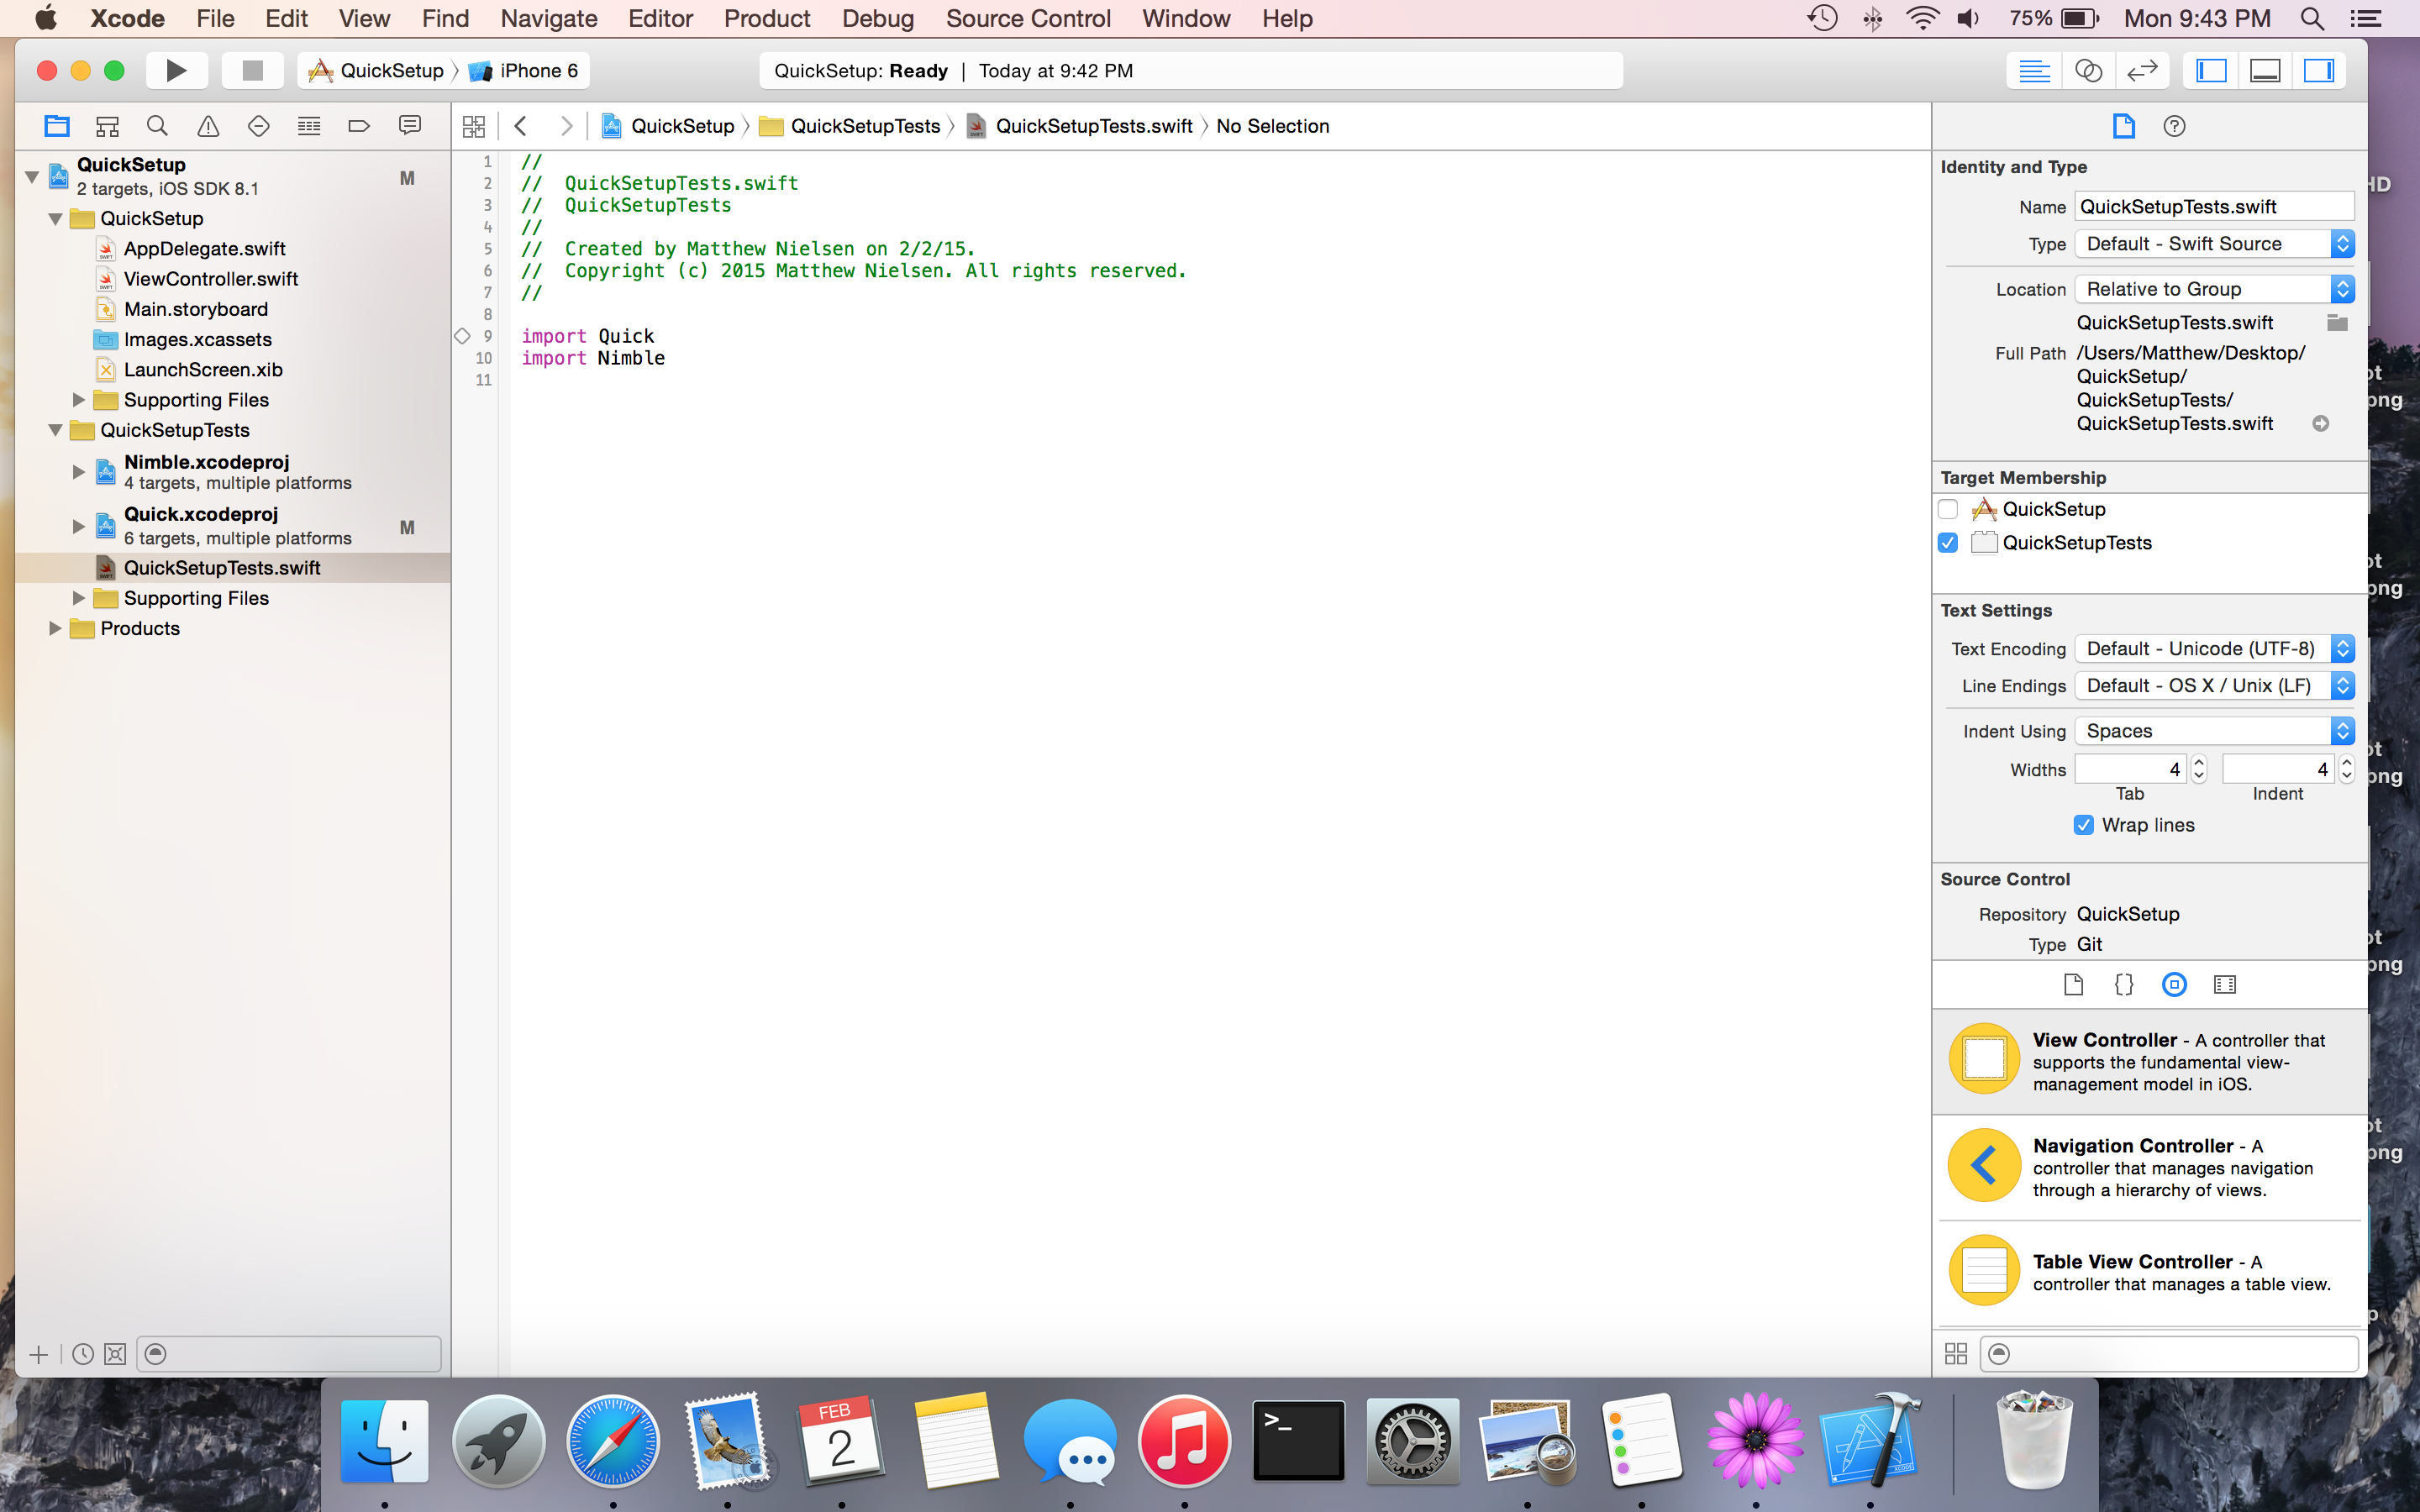 Xcode File Edit View Find Navigate Editor Product Debug Source Control Window Help 75% Mon 9:43 PM
QuickSetup iPhone 6 QuickSetup: Ready | Today at 9:42 PM
QuickSetup QuickSetupTests QuickSetupTests.swift No Selection
QuickSetup
2 targets, iOS SDK 8.1
M
QuickSetup
AppDelegate.swift
ViewController.swift
Main.storyboard
Images.xcassets
LaunchScreen.xib
Supporting Files
QuickSetupTests
Nimble.xcodeproj
4 targets, multiple platforms
Quick.xcodeproj
6 targets, multiple platforms
M
QuickSetupTests.swift
Supporting Files
Products
1 //
2 // QuickSetupTests.swift
3 // QuickSetupTests
4 //
5 // Created by Matthew Nielsen on 2/2/15.
6 // Copyright (c) 2015 Matthew Nielsen. All rights reserved.
7 //
8
9 import Quick
10 import Nimble
11
Identity and Type
Name QuickSetupTests.swift
Type Default - Swift Source
Location Relative to Group
QuickSetupTests.swift
Full Path /Users/Matthew/Desktop/
QuickSetup/
QuickSetupTests/
QuickSetupTests.swift
Target Membership
QuickSetup
QuickSetupTests
Text Settings
Text Encoding Default - Unicode (UTF-8)
Line Endings Default - OS X / Unix (LF)
Indent Using Spaces
Widths 4 4
Tab Indent
Wrap lines
Source Control
Repository QuickSetup
Type Git
View Controller - A controller that
supports the fundamental view-
management model in iOS.
Navigation Controller - A
controller that manages navigation
through a hierarchy of views.
Table View Controller - A
controller that manages a table view.
FEB
2
>_